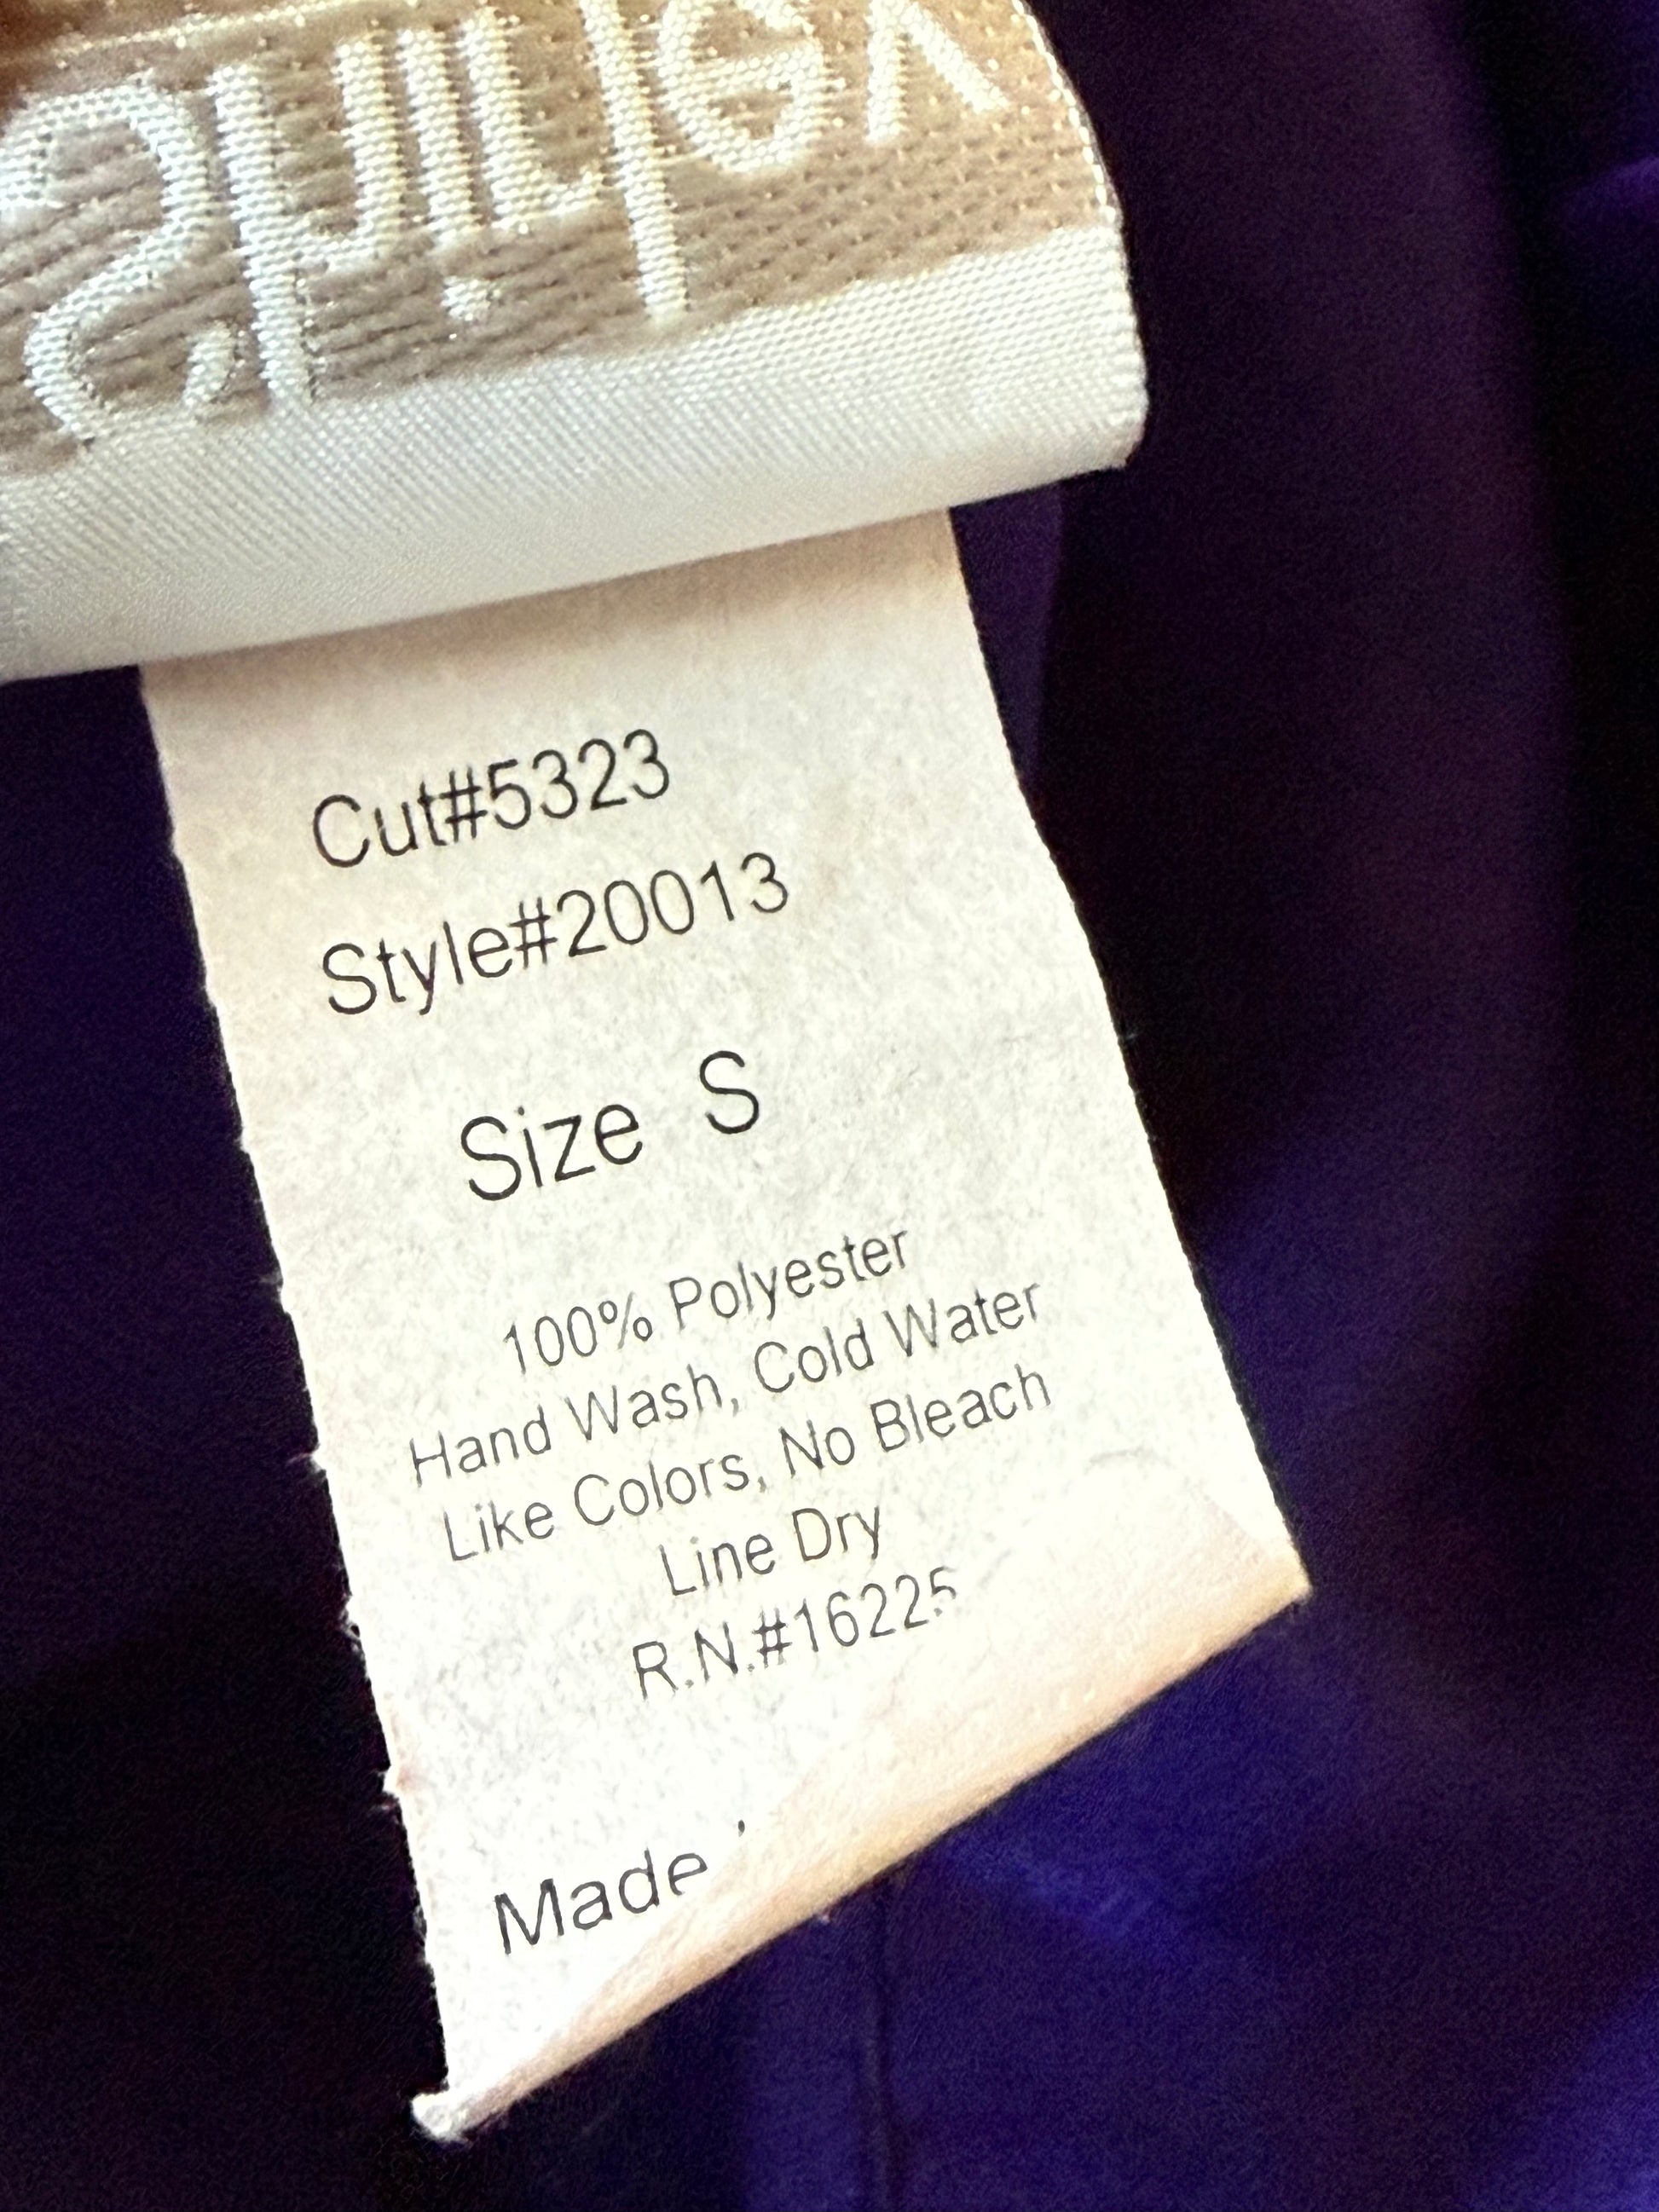 Cut#5323
Style#20013
Size S
100% Polyester
Hand Wash, Cold Water
Like Colors, No Bleach
Line Dry
R.N.#16225
Made